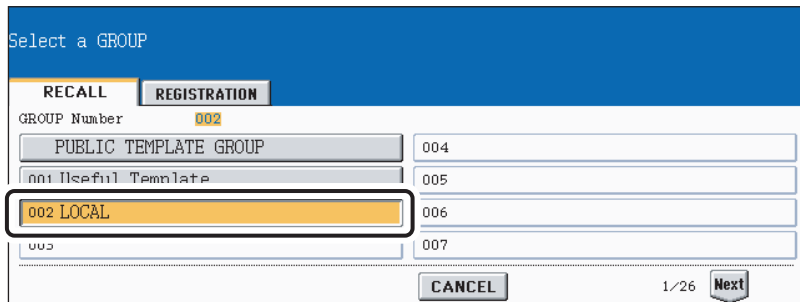 Select a GROUP
RECALL REGISTRATION
GROUP Number 002
PUBLIC TEMPLATE GROUP 004
001 Useful Template 005
002 LOCAL 006
003 007
CANCEL 1/26 Next